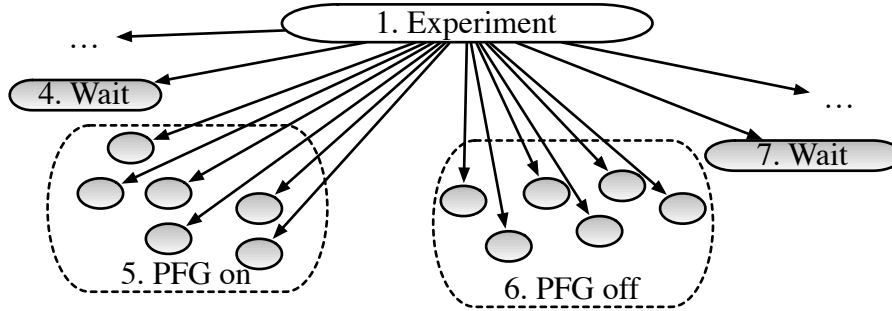 1. Experiment
…
4. Wait
…
7. Wait
5. PFG on
6. PFG off